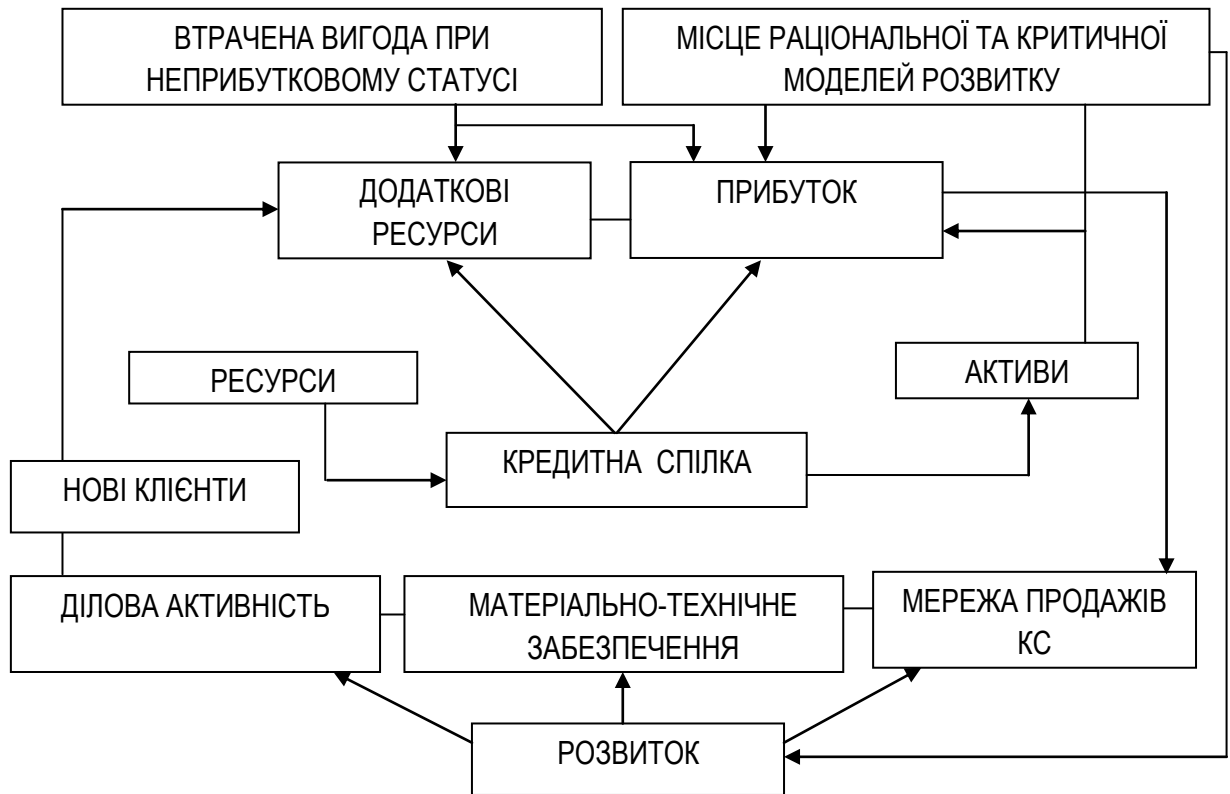 ВТРАЧЕНА ВИГОДА ПРИ
НЕПРИБУТКОВОМУ СТАТУСІ
МІСЦЕ РАЦІОНАЛЬНОЇ ТА КРИТИЧНОЇ
МОДЕЛЕЙ РОЗВИТКУ
ДОДАТКОВІ
РЕСУРСИ
ПРИБУТОК
РЕСУРСИ
АКТИВИ
КРЕДИТНА СПІЛКА
НОВІ КЛІЄНТИ
ДІЛОВА АКТИВНІСТЬ
МАТЕРІАЛЬНО-ТЕХНІЧНЕ
ЗАБЕЗПЕЧЕННЯ
МЕРЕЖА ПРОДАЖІВ
КС
РОЗВИТОК